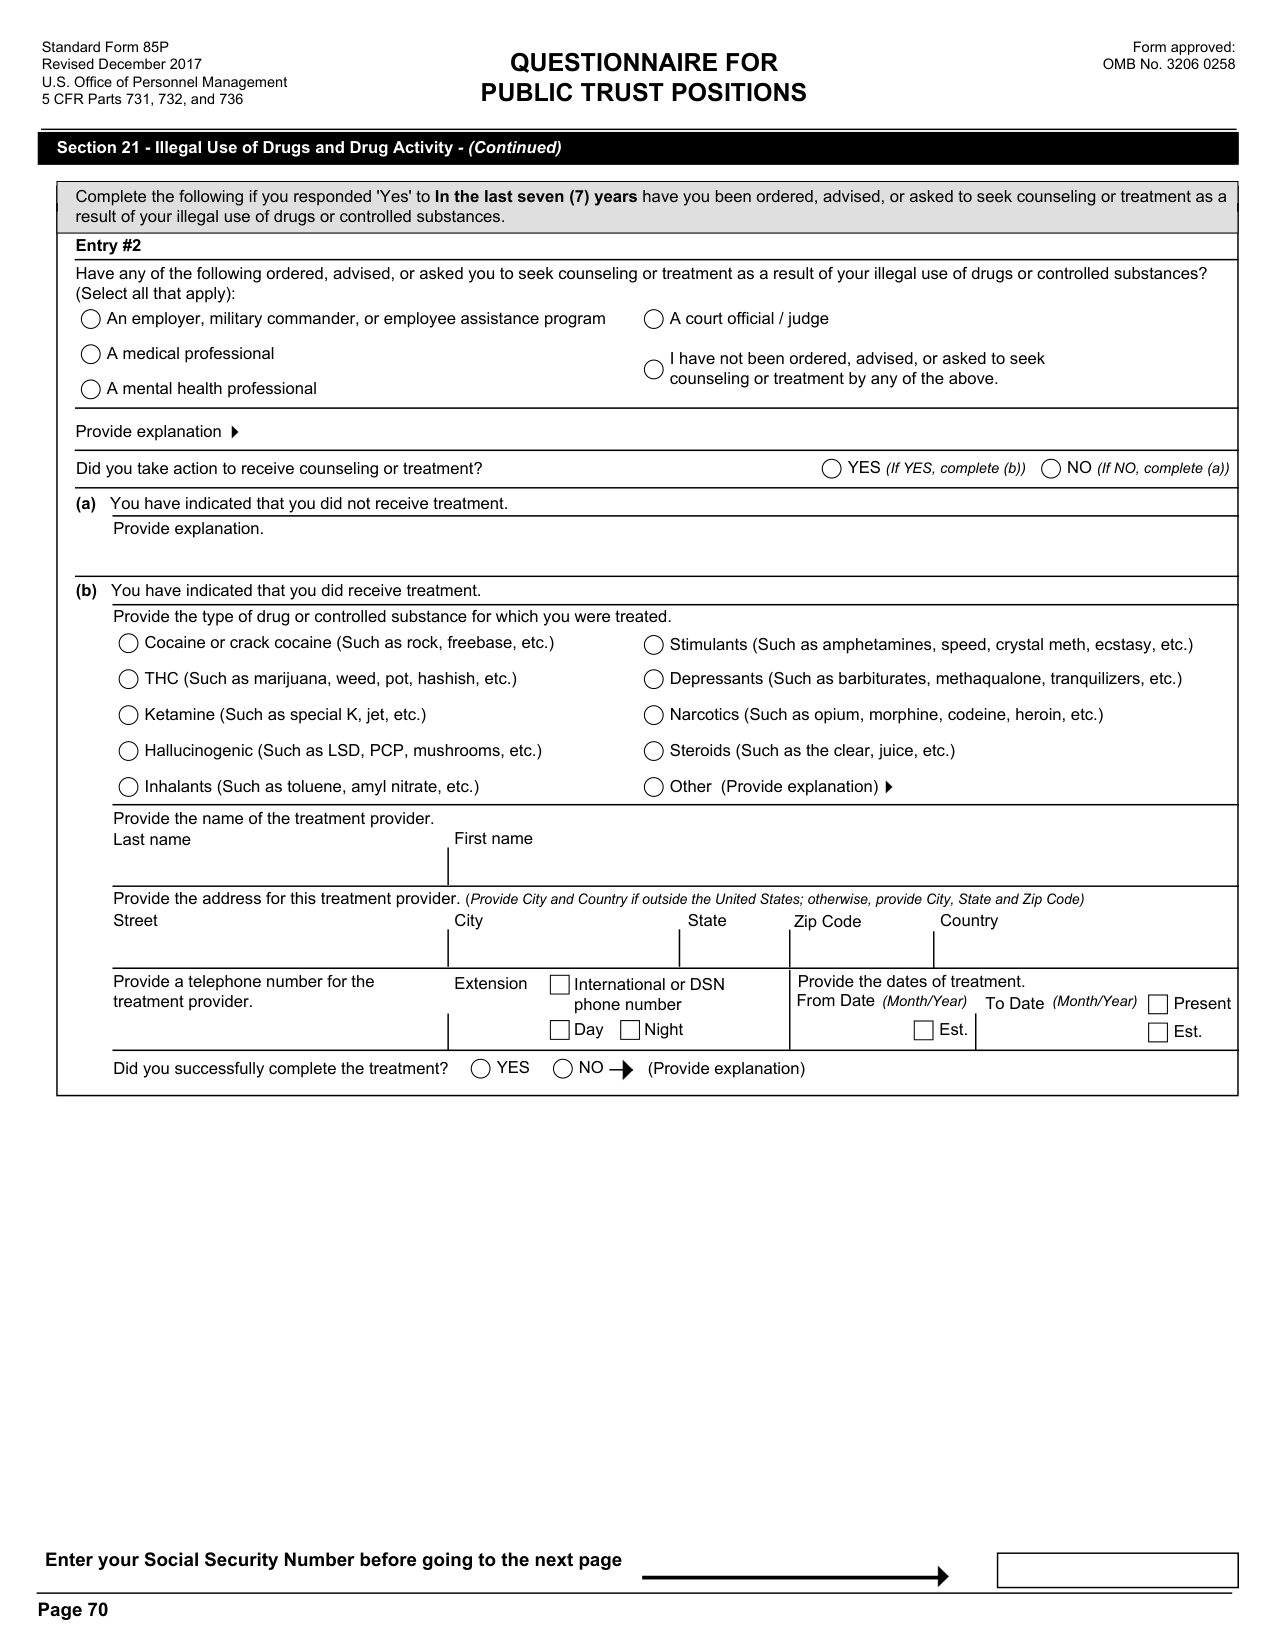 Standard Form 85P
Revised December 2017
U.S. Office of Personnel Management
5 CFR Parts 731, 732, and 736
QUESTIONNAIRE FOR
PUBLIC TRUST POSITIONS
Form approved:
OMB No. 3206 0258
Section 21 - Illegal Use of Drugs and Drug Activity - (Continued)
Complete the following if you responded 'Yes' to In the last seven (7) years have you been ordered, advised, or asked to seek counseling or treatment as a
result of your illegal use of drugs or controlled substances.
Entry #2
Have any of the following ordered, advised, or asked you to seek counseling or treatment as a result of your illegal use of drugs or controlled substances?
(Select all that apply):
An employer, military commander, or employee assistance program
A court official / judge
A medical professional
I have not been ordered, advised, or asked to seek
counseling or treatment by any of the above.
A mental health professional
Provide explanation
Did you take action to receive counseling or treatment? YES (If YES, complete (b)) NO (If NO, complete (a))
(a) You have indicated that you did not receive treatment.
Provide explanation.
(b) You have indicated that you did receive treatment.
Provide the type of drug or controlled substance for which you were treated.
Cocaine or crack cocaine (Such as rock, freebase, etc.)
Stimulants (Such as amphetamines, speed, crystal meth, ecstasy, etc.)
THC (Such as marijuana, weed, pot, hashish, etc.)
Depressants (Such as barbiturates, methaqualone, tranquilizers, etc.)
Ketamine (Such as special K, jet, etc.)
Narcotics (Such as opium, morphine, codeine, heroin, etc.)
Hallucinogenic (Such as LSD, PCP, mushrooms, etc.)
Steroids (Such as the clear, juice, etc.)
Inhalants (Such as toluene, amyl nitrate, etc.)
Other (Provide explanation)
Provide the name of the treatment provider.
Last name First name
Provide the address for this treatment provider. (Provide City and Country if outside the United States; otherwise, provide City, State and Zip Code)
Street City State Zip Code Country
Provide a telephone number for the
treatment provider.
Extension
International or DSN
phone number
Day Night
Provide the dates of treatment.
From Date (Month/Year) To Date (Month/Year) Present
Est. Est.
Did you successfully complete the treatment? YES NO (Provide explanation)
Enter your Social Security Number before going to the next page
Page 70